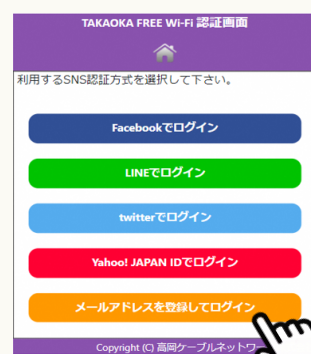 TAKAOKA FREE Wi-Fi 認証画面
利用するSNS認証方式を選択して下さい。
Facebookでログイン
LINEでログイン
twitterでログイン
Yahoo! JAPAN IDでログイン
メールアドレスを登録してログイン
Copyright (C) 高岡ケーブルネットワー